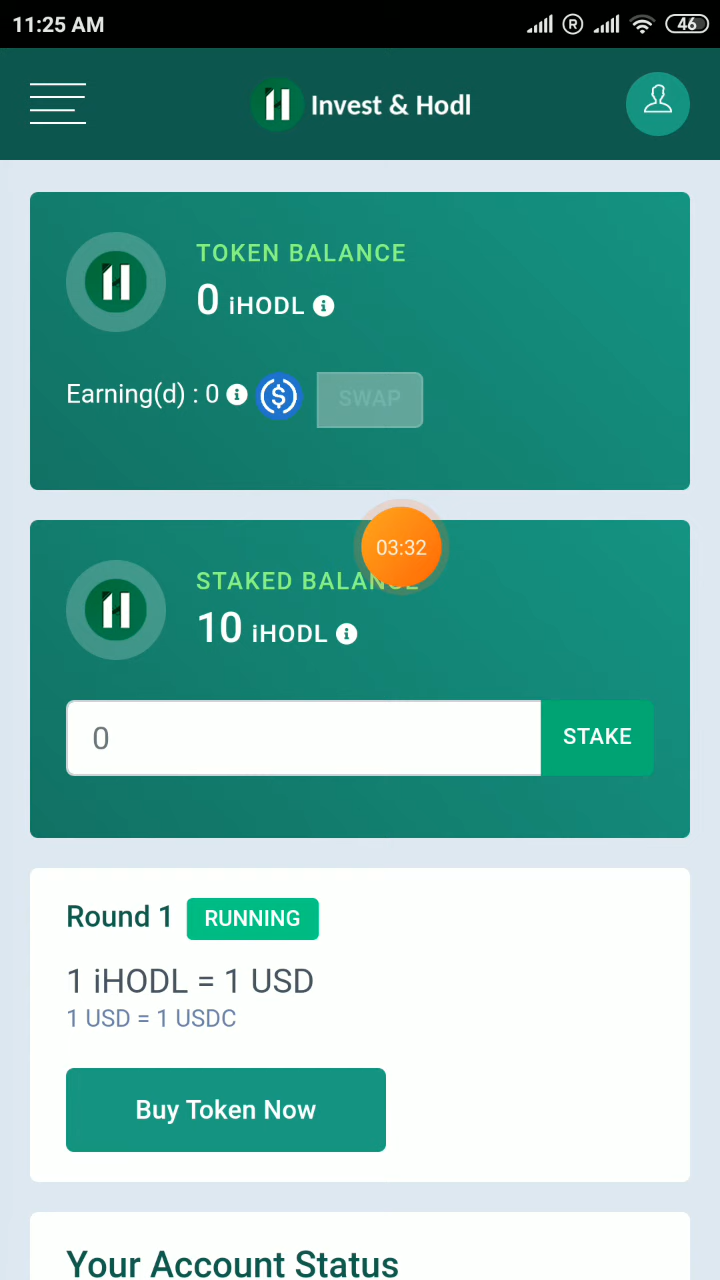 11:25 AM
R
46
Invest & Hodl
TOKEN BALANCE
0 iHODL
Earning(d) : 0
SWAP
03:32
STAKED BALANCE
10 iHODL
0
STAKE
Round 1 RUNNING
1 iHODL = 1 USD
1 USD = 1 USDC
Buy Token Now
Your Account Status